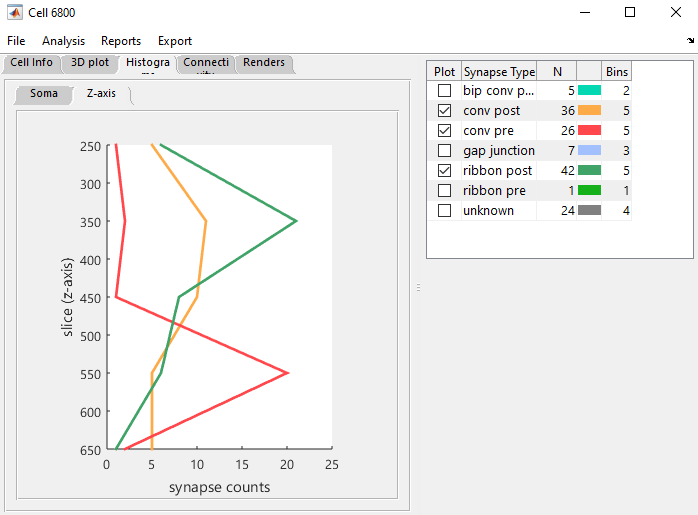 Cell 6800
File Analysis Reports Export
Cell Info 3D plot Histogra Connecti Renders
Soma Z-axis
250
300
350
400
450
500
550
600
650
slice (z-axis)
0 5 10 15 20 25
synapse counts
Plot Synapse Type N Bins
bip conv p... 5 2
conv post 36 5
conv pre 26 5
gap junction 7 3
ribbon post 42 5
ribbon pre 1 1
unknown 24 4